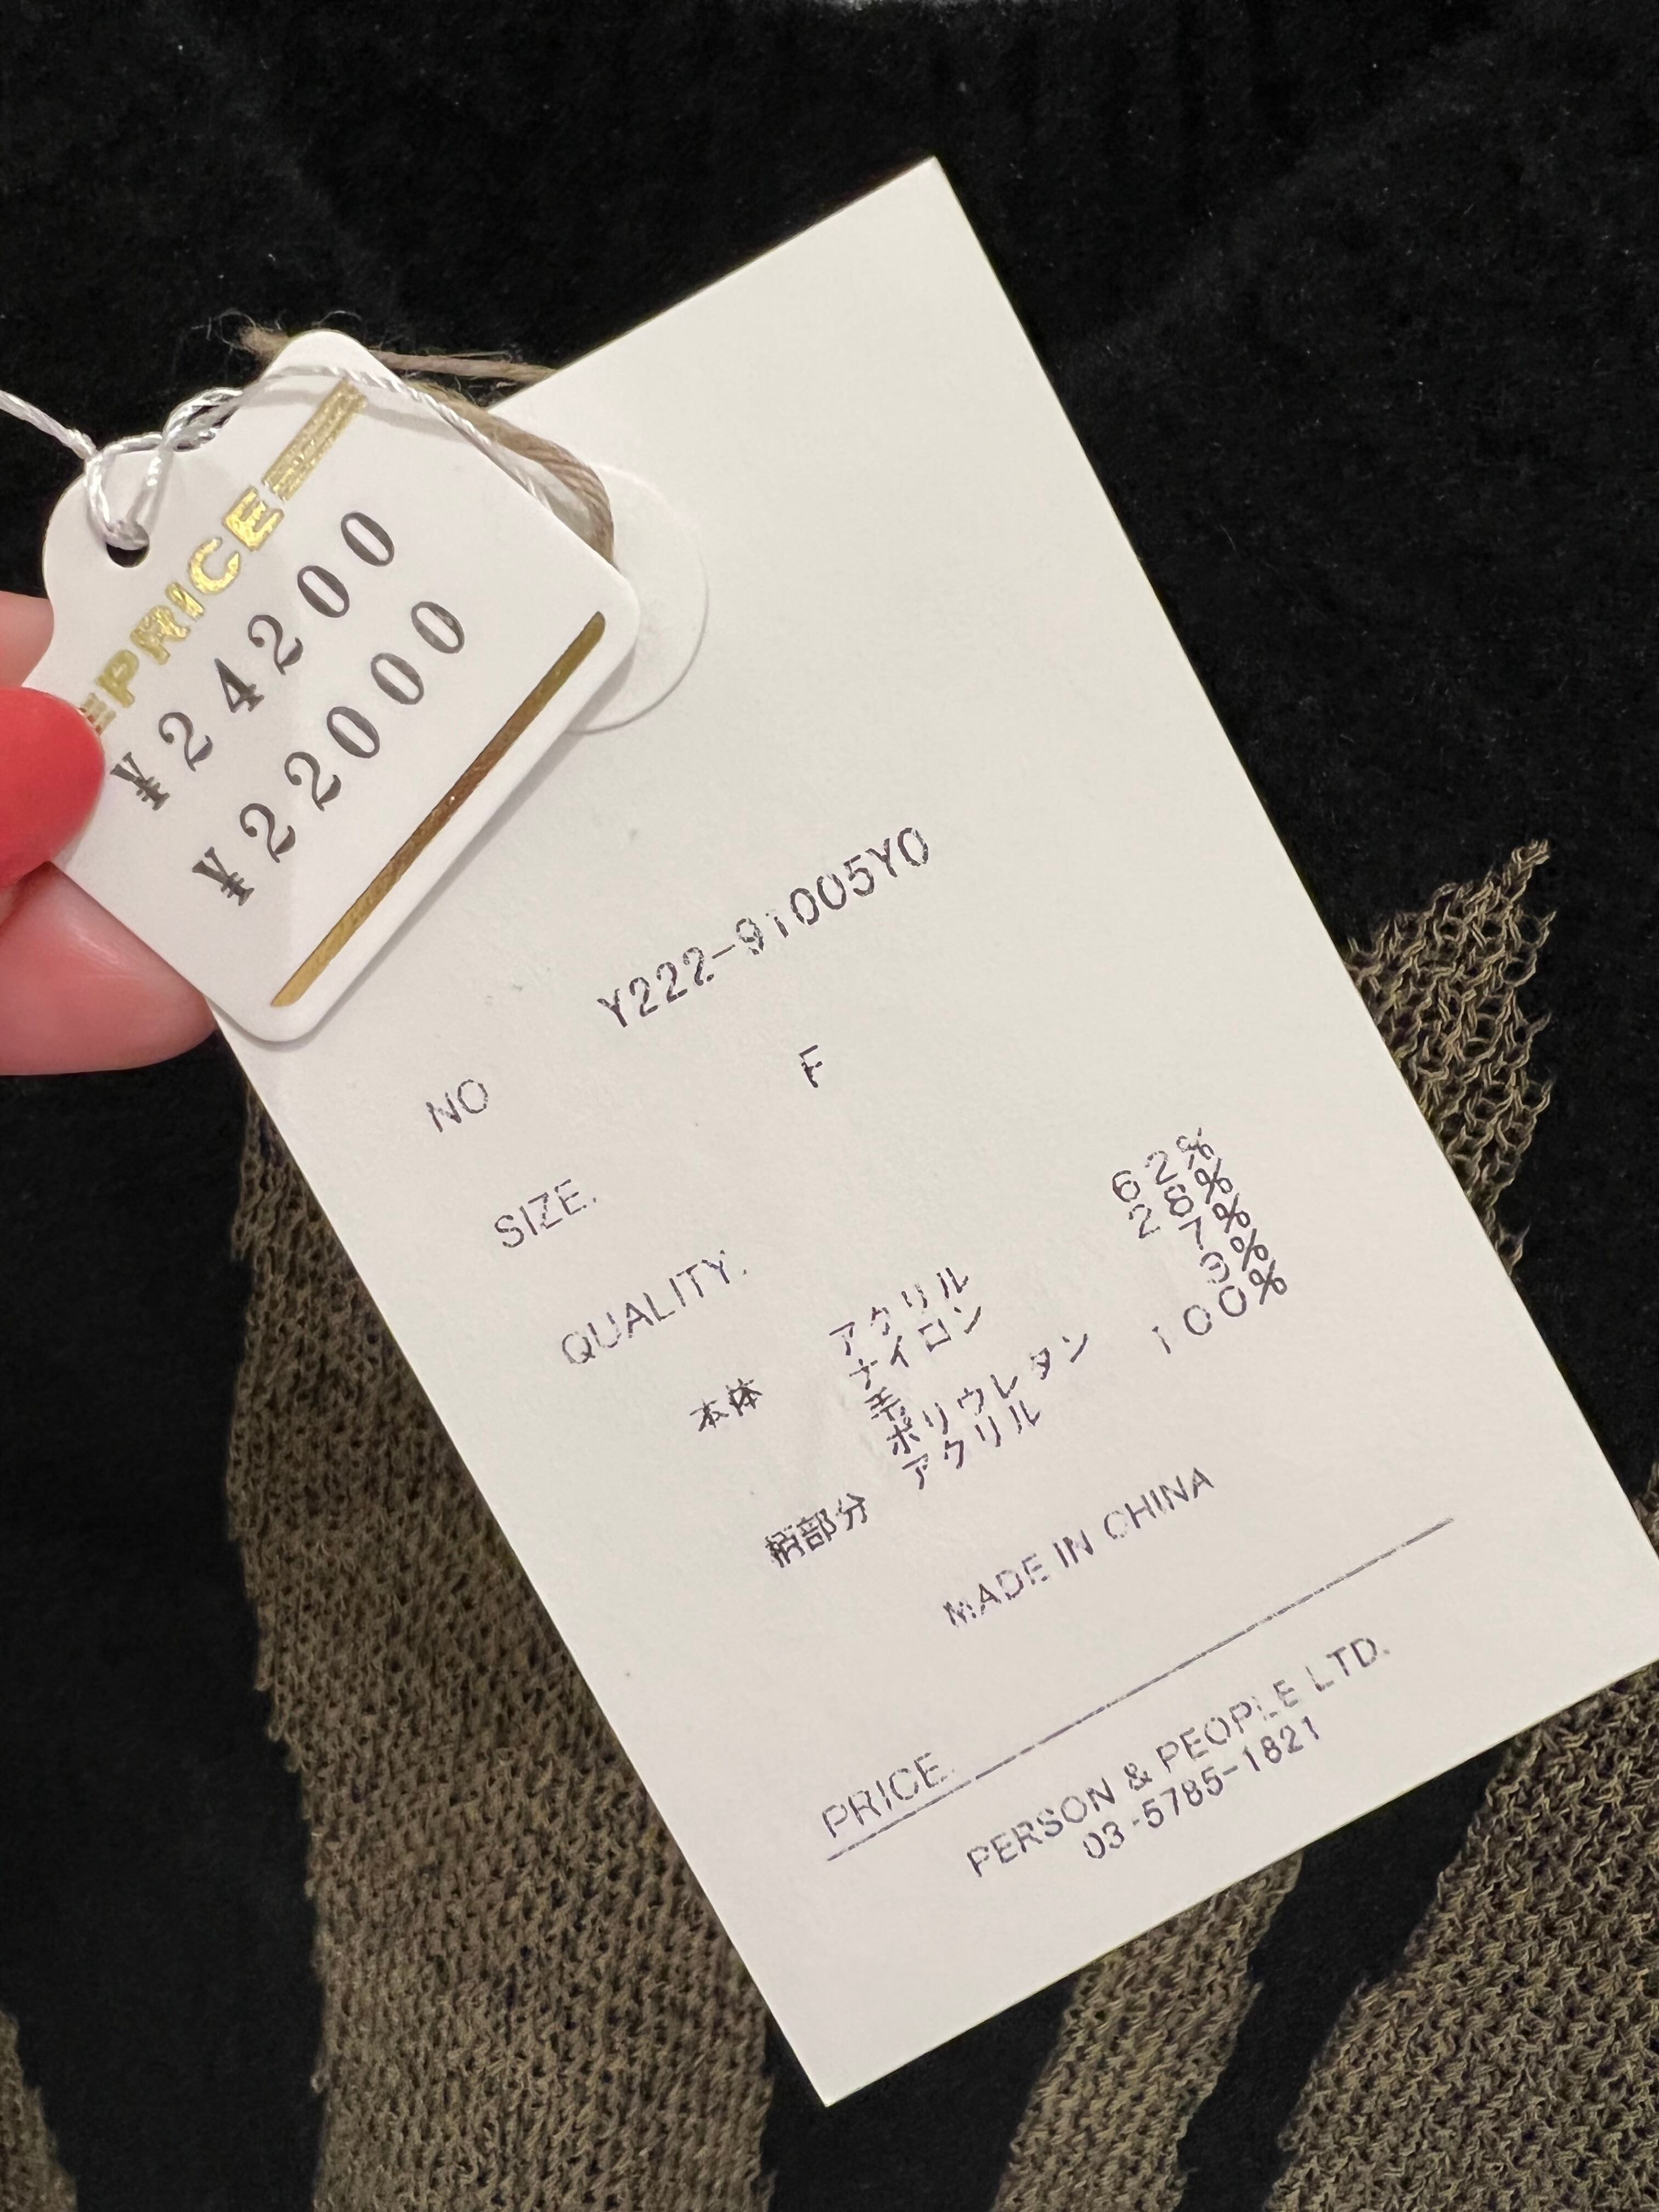 PRICE
¥24200
¥22000
NO Y222-91005YO
SIZE. F
QUALITY.
本体 アクリル 62%
ナイロン 28%
毛 7%
ポリウレタン 3%
柄部分 アクリル 100%
MADE IN CHINA
PRICE.
PERSON & PEOPLE LTD.
03-5785-1821